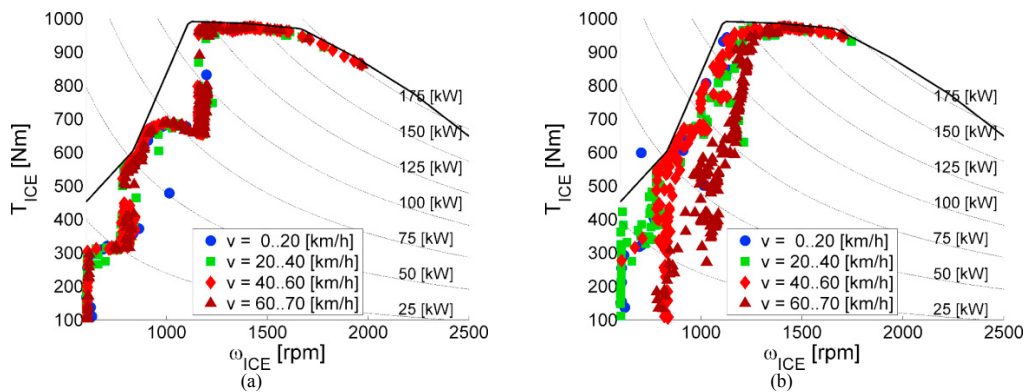 1000
900
800
700
600
500
400
300
200
100
T_ICE [Nm]
175 [kW]
150 [kW]
125 [kW]
100 [kW]
75 [kW]
50 [kW]
25 [kW]
v = 0..20 [km/h]
v = 20..40 [km/h]
v = 40..60 [km/h]
v = 60..70 [km/h]
1000 1500 2000 2500
ω_ICE [rpm]
(a)
1000
900
800
700
600
500
400
300
200
100
T_ICE [Nm]
175 [kW]
150 [kW]
125 [kW]
100 [kW]
75 [kW]
50 [kW]
25 [kW]
v = 0..20 [km/h]
v = 20..40 [km/h]
v = 40..60 [km/h]
v = 60..70 [km/h]
1000 1500 2000 2500
ω_ICE [rpm]
(b)